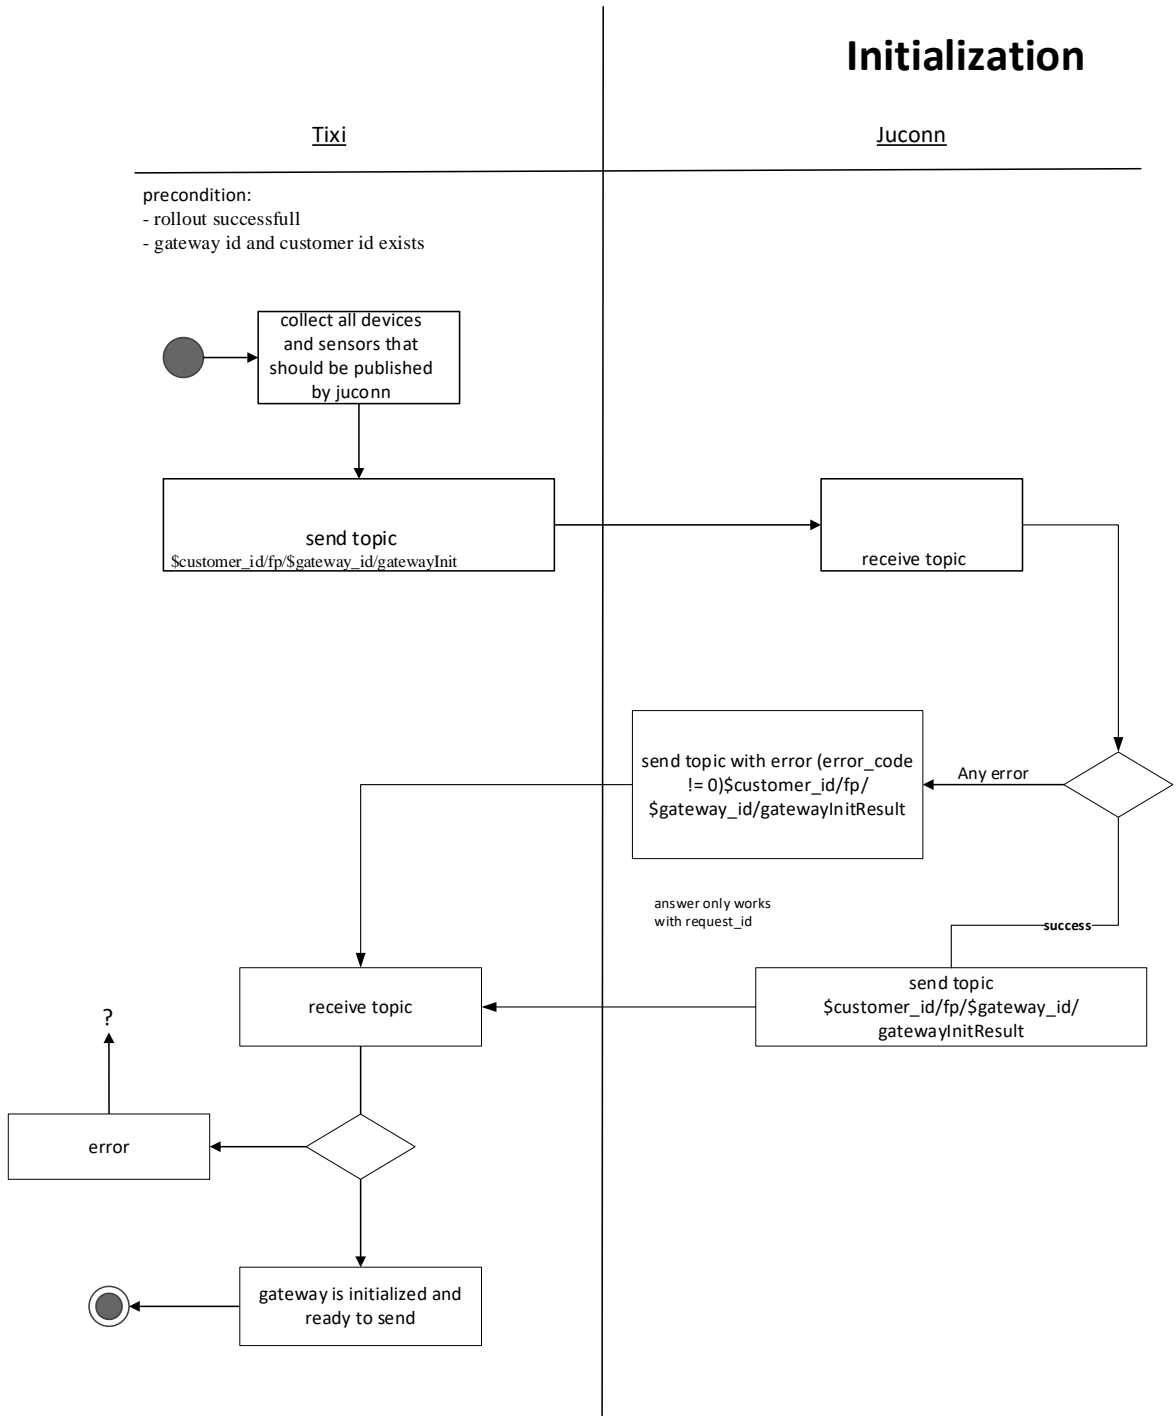 Initialization
Tixi
Juconn
precondition:
- rollout successfull
- gateway id and customer id exists
collect all devices
and sensors that
should be published
by juconn
send topic
$customer_id/fp/$gateway_id/gatewayInit
receive topic
send topic with error (error_code
!= 0)$customer_id/fp/
$gateway_id/gatewayInitResult
Any error
answer only works
with request_id
success
receive topic
send topic
$customer_id/fp/$gateway_id/
gatewayInitResult
?
error
gateway is initialized and
ready to send